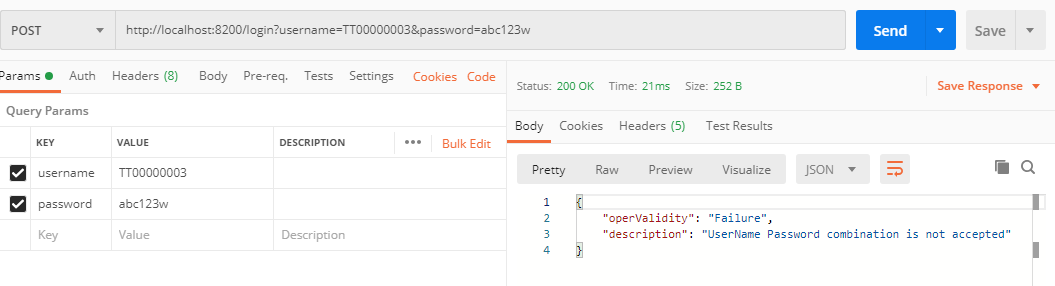 POST http://localhost:8200/login?username=TT00000003&password=abc123w Send Save
Params Auth Headers (8) Body Pre-req. Tests Settings Cookies Code
Query Params
KEY VALUE DESCRIPTION ••• Bulk Edit
username TT00000003
password abc123w
Key Value Description
Status: 200 OK Time: 21ms Size: 252 B Save Response
Body Cookies Headers (5) Test Results
Pretty Raw Preview Visualize JSON
1 {
2 "operValidity": "Failure",
3 "description": "UserName Password combination is not accepted"
4 }